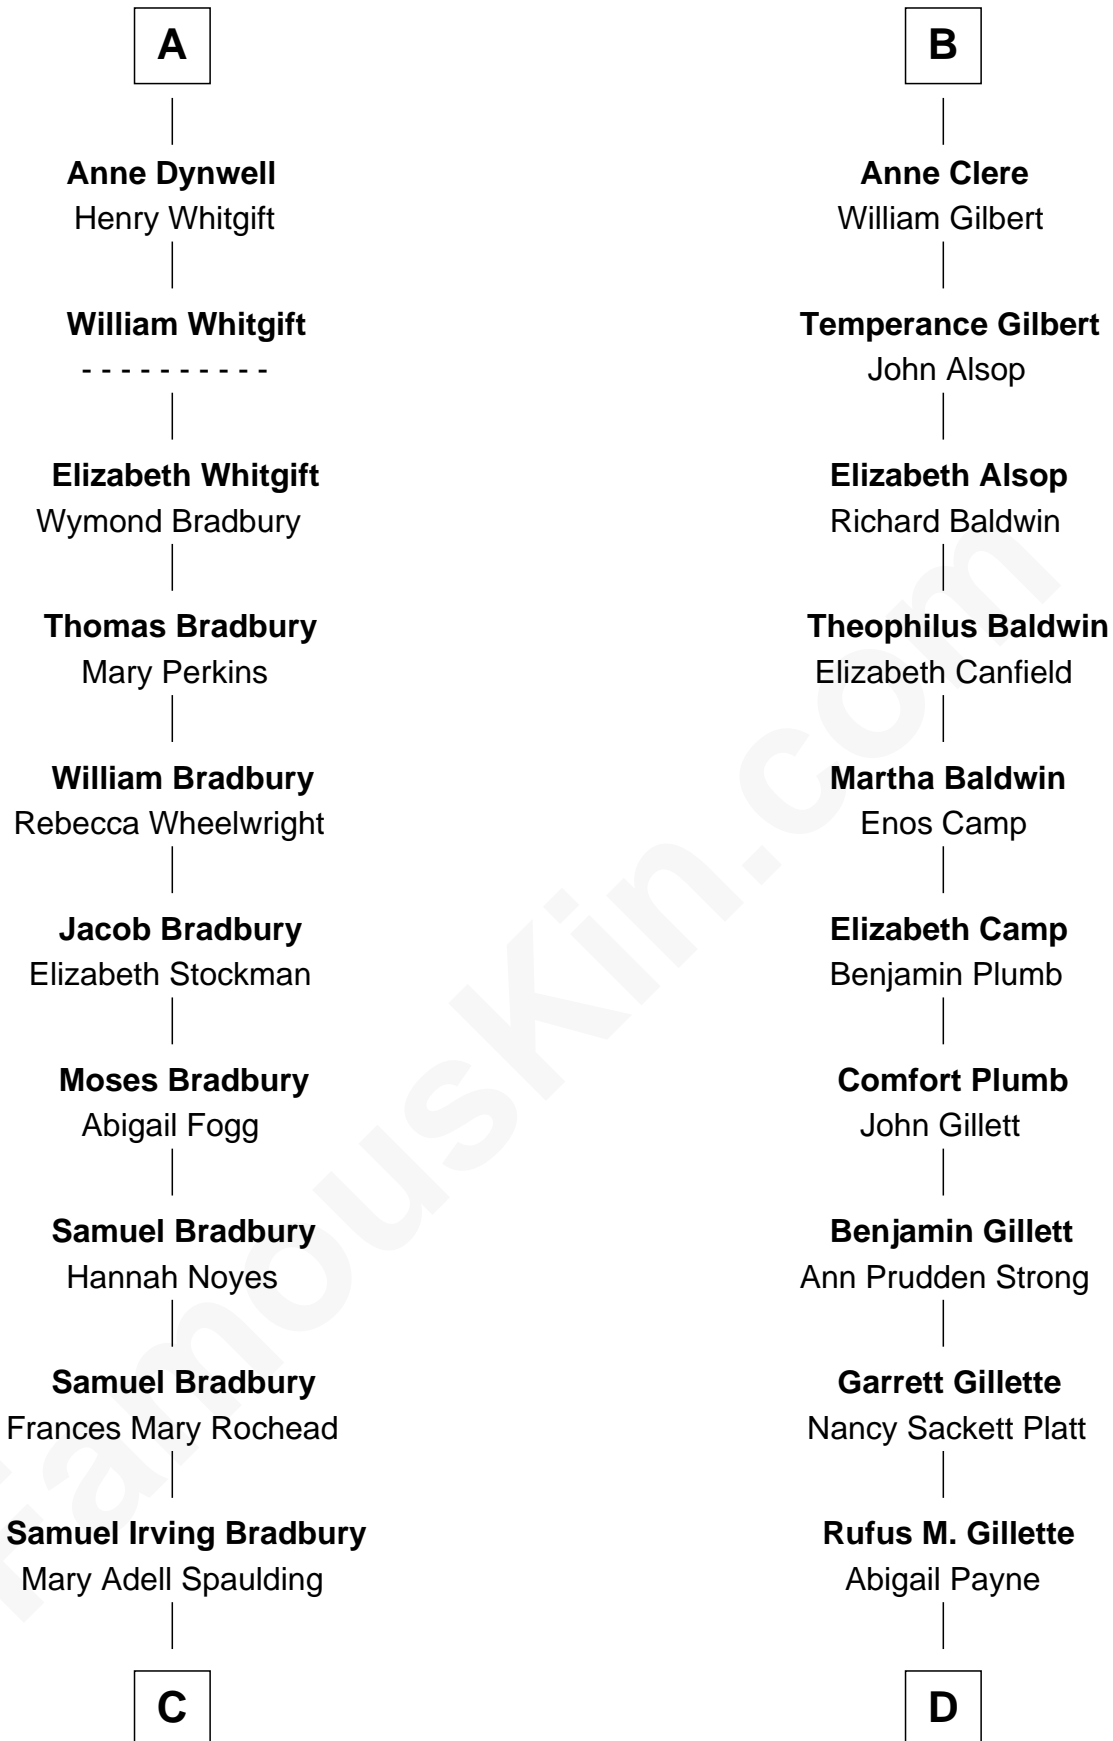 A
Anne Dynwell
Henry Whitgift
William Whitgift
- - - - - - - - - -
Elizabeth Whitgift
Wymond Bradbury
Thomas Bradbury
Mary Perkins
William Bradbury
Rebecca Wheelwright
Jacob Bradbury
Elizabeth Stockman
Moses Bradbury
Abigail Fogg
Samuel Bradbury
Hannah Noyes
Samuel Bradbury
Frances Mary Rochead
Samuel Irving Bradbury
Mary Adell Spaulding
C
B
Anne Clere
William Gilbert
Temperance Gilbert
John Alsop
Elizabeth Alsop
Richard Baldwin
Theophilus Baldwin
Elizabeth Canfield
Martha Baldwin
Enos Camp
Elizabeth Camp
Benjamin Plumb
Comfort Plumb
John Gillett
Benjamin Gillett
Ann Prudden Strong
Garrett Gillette
Nancy Sackett Platt
Rufus M. Gillette
Abigail Payne
D
FamousKin.com